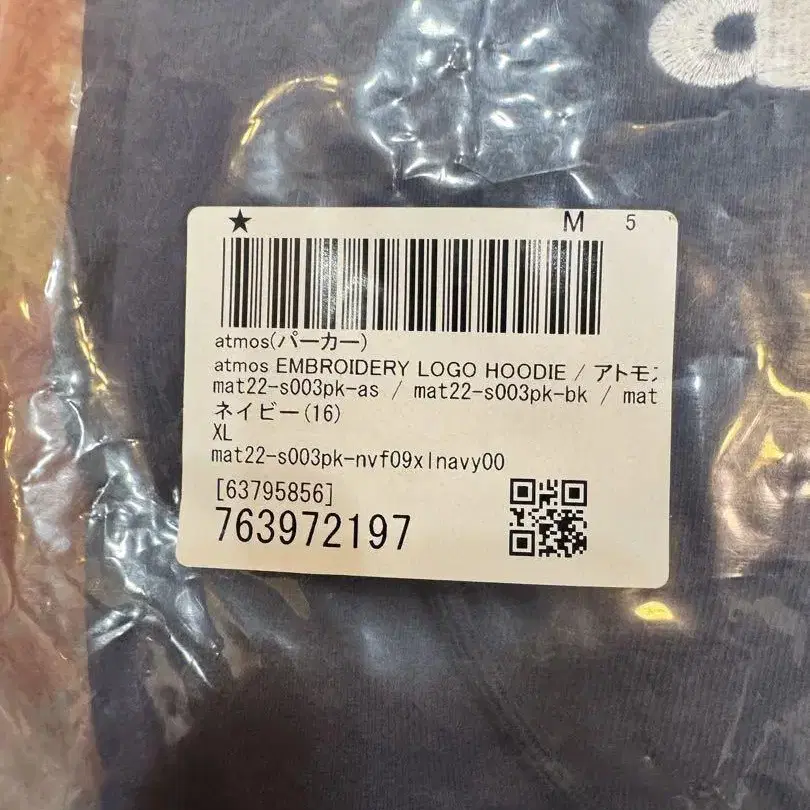 ★ M 5
atmos(パーカー)
atmos EMBROIDERY LOGO HOODIE / アトモス
mat22-s003pk-as / mat22-s003pk-bk / mat
ネイビー(16)
XL
mat22-s003pk-nvf09xlnavy00
[63795856]
763972197
a